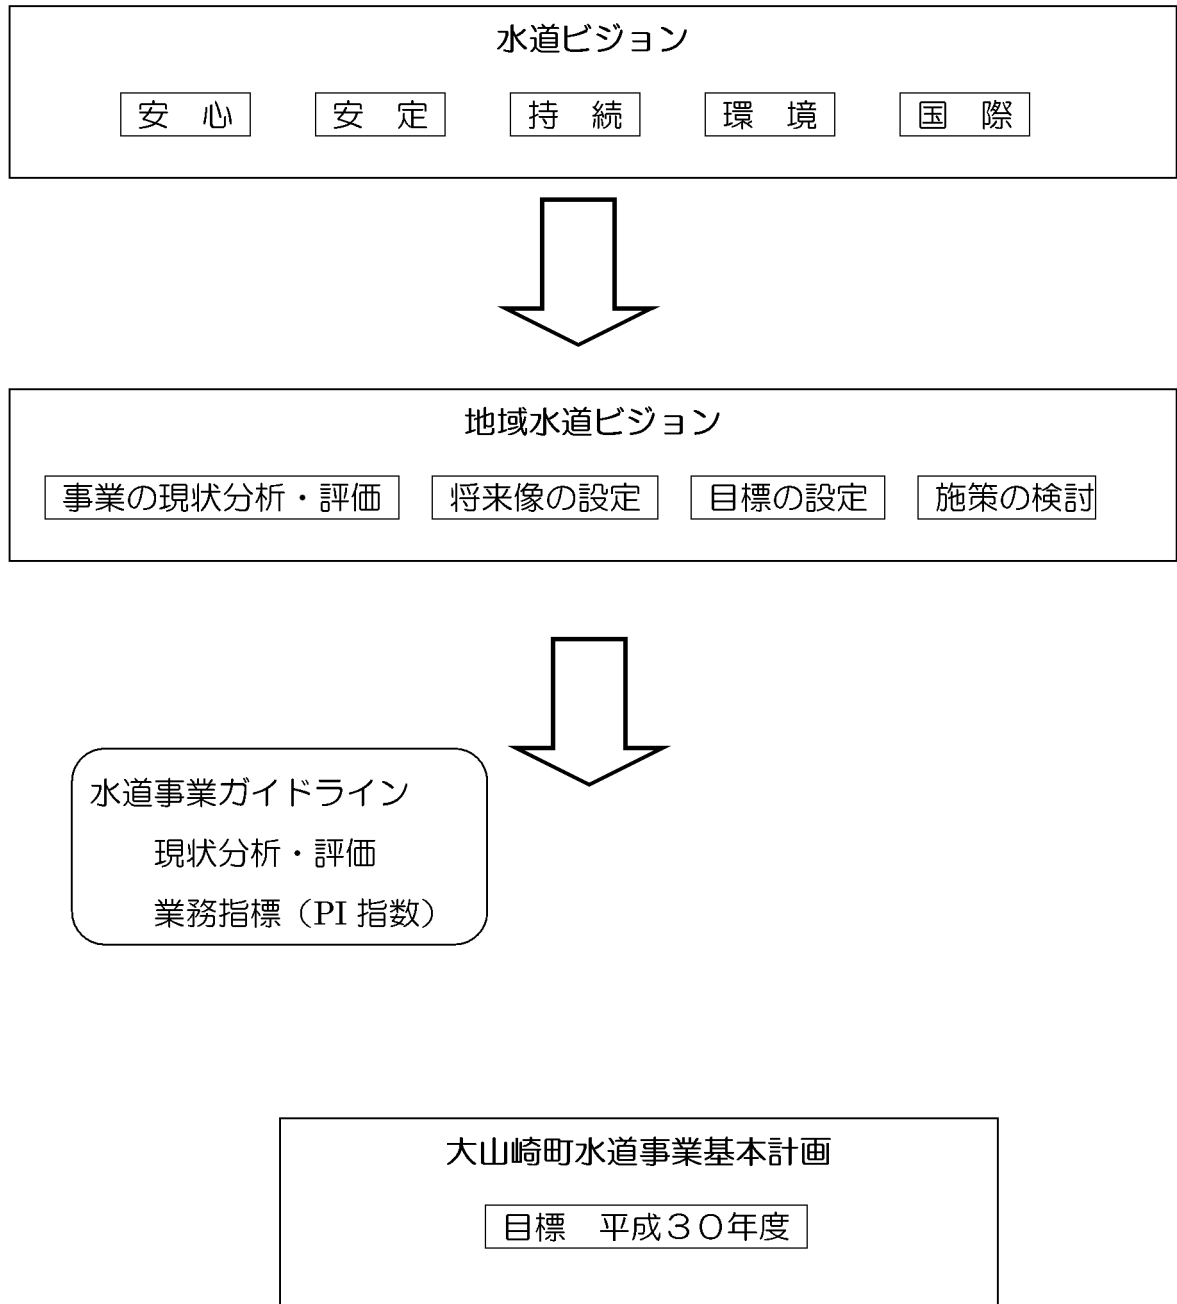 水道ビジョン
安　心　安　定　持　続　環　境　国　際
地域水道ビジョン
事業の現状分析・評価　将来像の設定　目標の設定　施策の検討
水道事業ガイドライン
現状分析・評価
業務指標（PI 指数）
大山崎町水道事業基本計画
目標　平成３０年度